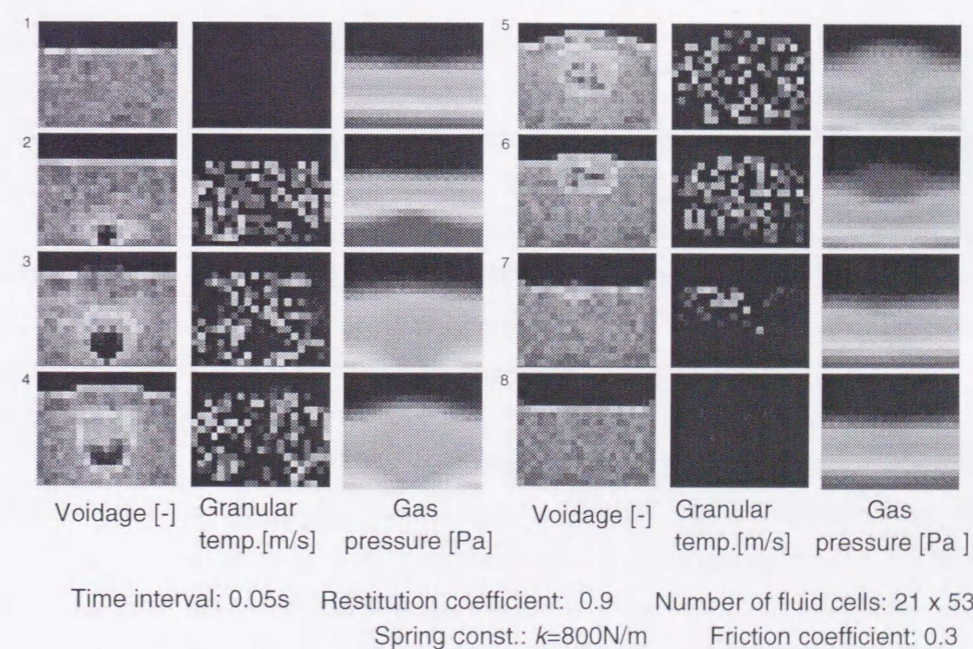 1
2
3
4
Voidage [-]
Granular
temp.[m/s]
Gas
pressure [Pa]
5
6
7
8
Voidage [-]
Granular
temp.[m/s]
Gas
pressure [Pa ]
Time interval: 0.05s Restitution coefficient: 0.9 Number of fluid cells: 21 x 53
Spring const.: k=800N/m Friction coefficient: 0.3